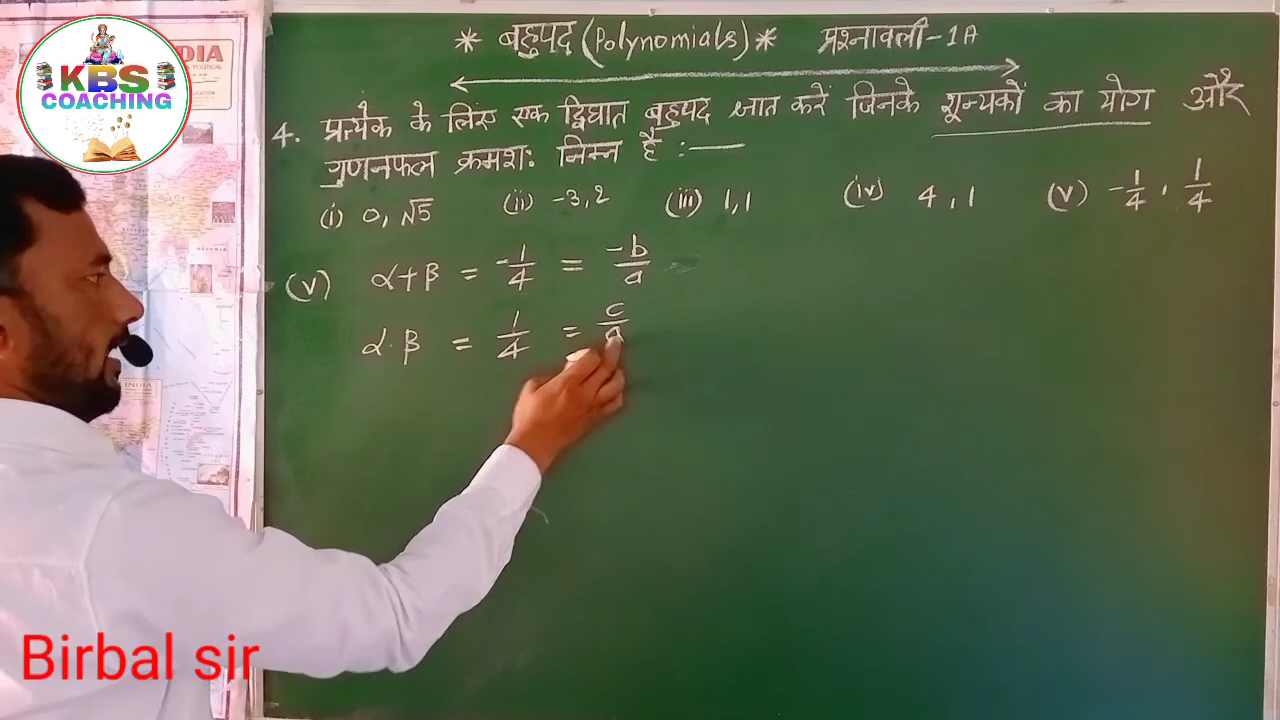 KBS
COACHING
INDIA
* बहुपद (Polynomials) * प्रश्नावली-1A
4. प्रत्येक के लिए एक द्विघात बहुपद ज्ञात करें जिनके शून्यकों का योग और
गुणनफल क्रमशः निम्न है :—
(i) 0, √5 (ii) -3, 2 (iii) 1, 1 (iv) 4, 1 (v) -1/4, 1/4
(v) α+β = -1/4 = -b/a =
α.β = 1/4 = c/a
Birbal sir